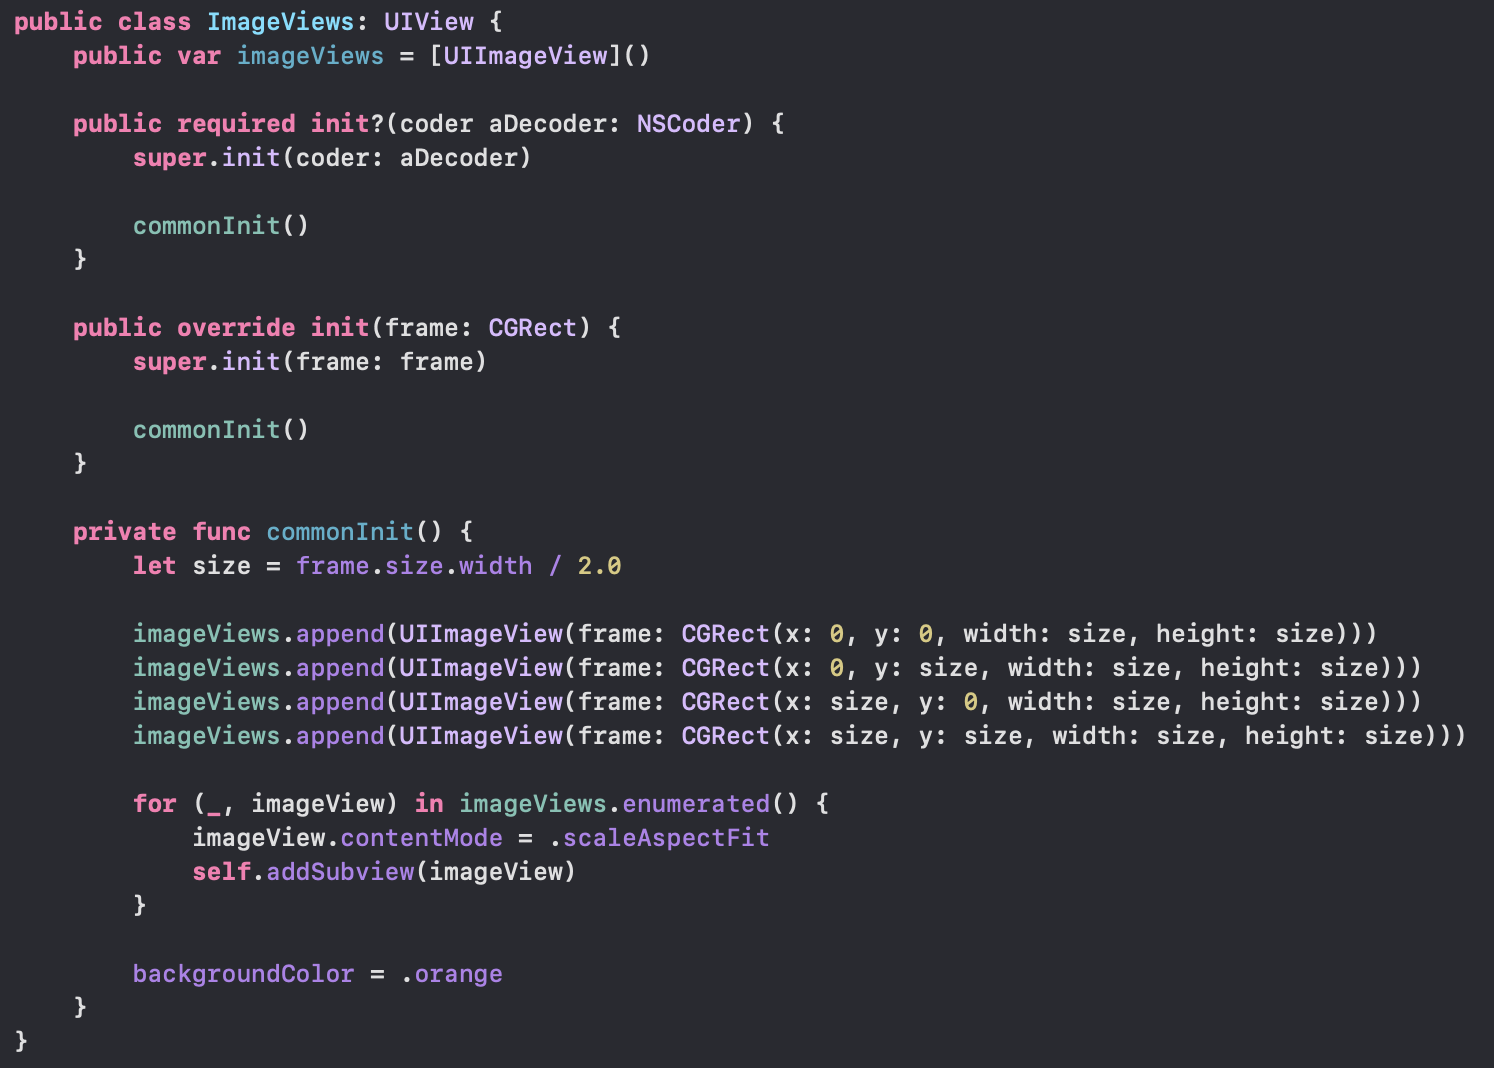 public class ImageViews: UIView {
    public var imageViews = [UIImageView]()

    public required init?(coder aDecoder: NSCoder) {
        super.init(coder: aDecoder)

        commonInit()
    }

    public override init(frame: CGRect) {
        super.init(frame: frame)

        commonInit()
    }

    private func commonInit() {
        let size = frame.size.width / 2.0

        imageViews.append(UIImageView(frame: CGRect(x: 0, y: 0, width: size, height: size)))
        imageViews.append(UIImageView(frame: CGRect(x: 0, y: size, width: size, height: size)))
        imageViews.append(UIImageView(frame: CGRect(x: size, y: 0, width: size, height: size)))
        imageViews.append(UIImageView(frame: CGRect(x: size, y: size, width: size, height: size)))

        for (_, imageView) in imageViews.enumerated() {
            imageView.contentMode = .scaleAspectFit
            self.addSubview(imageView)
        }

        backgroundColor = .orange
    }
}